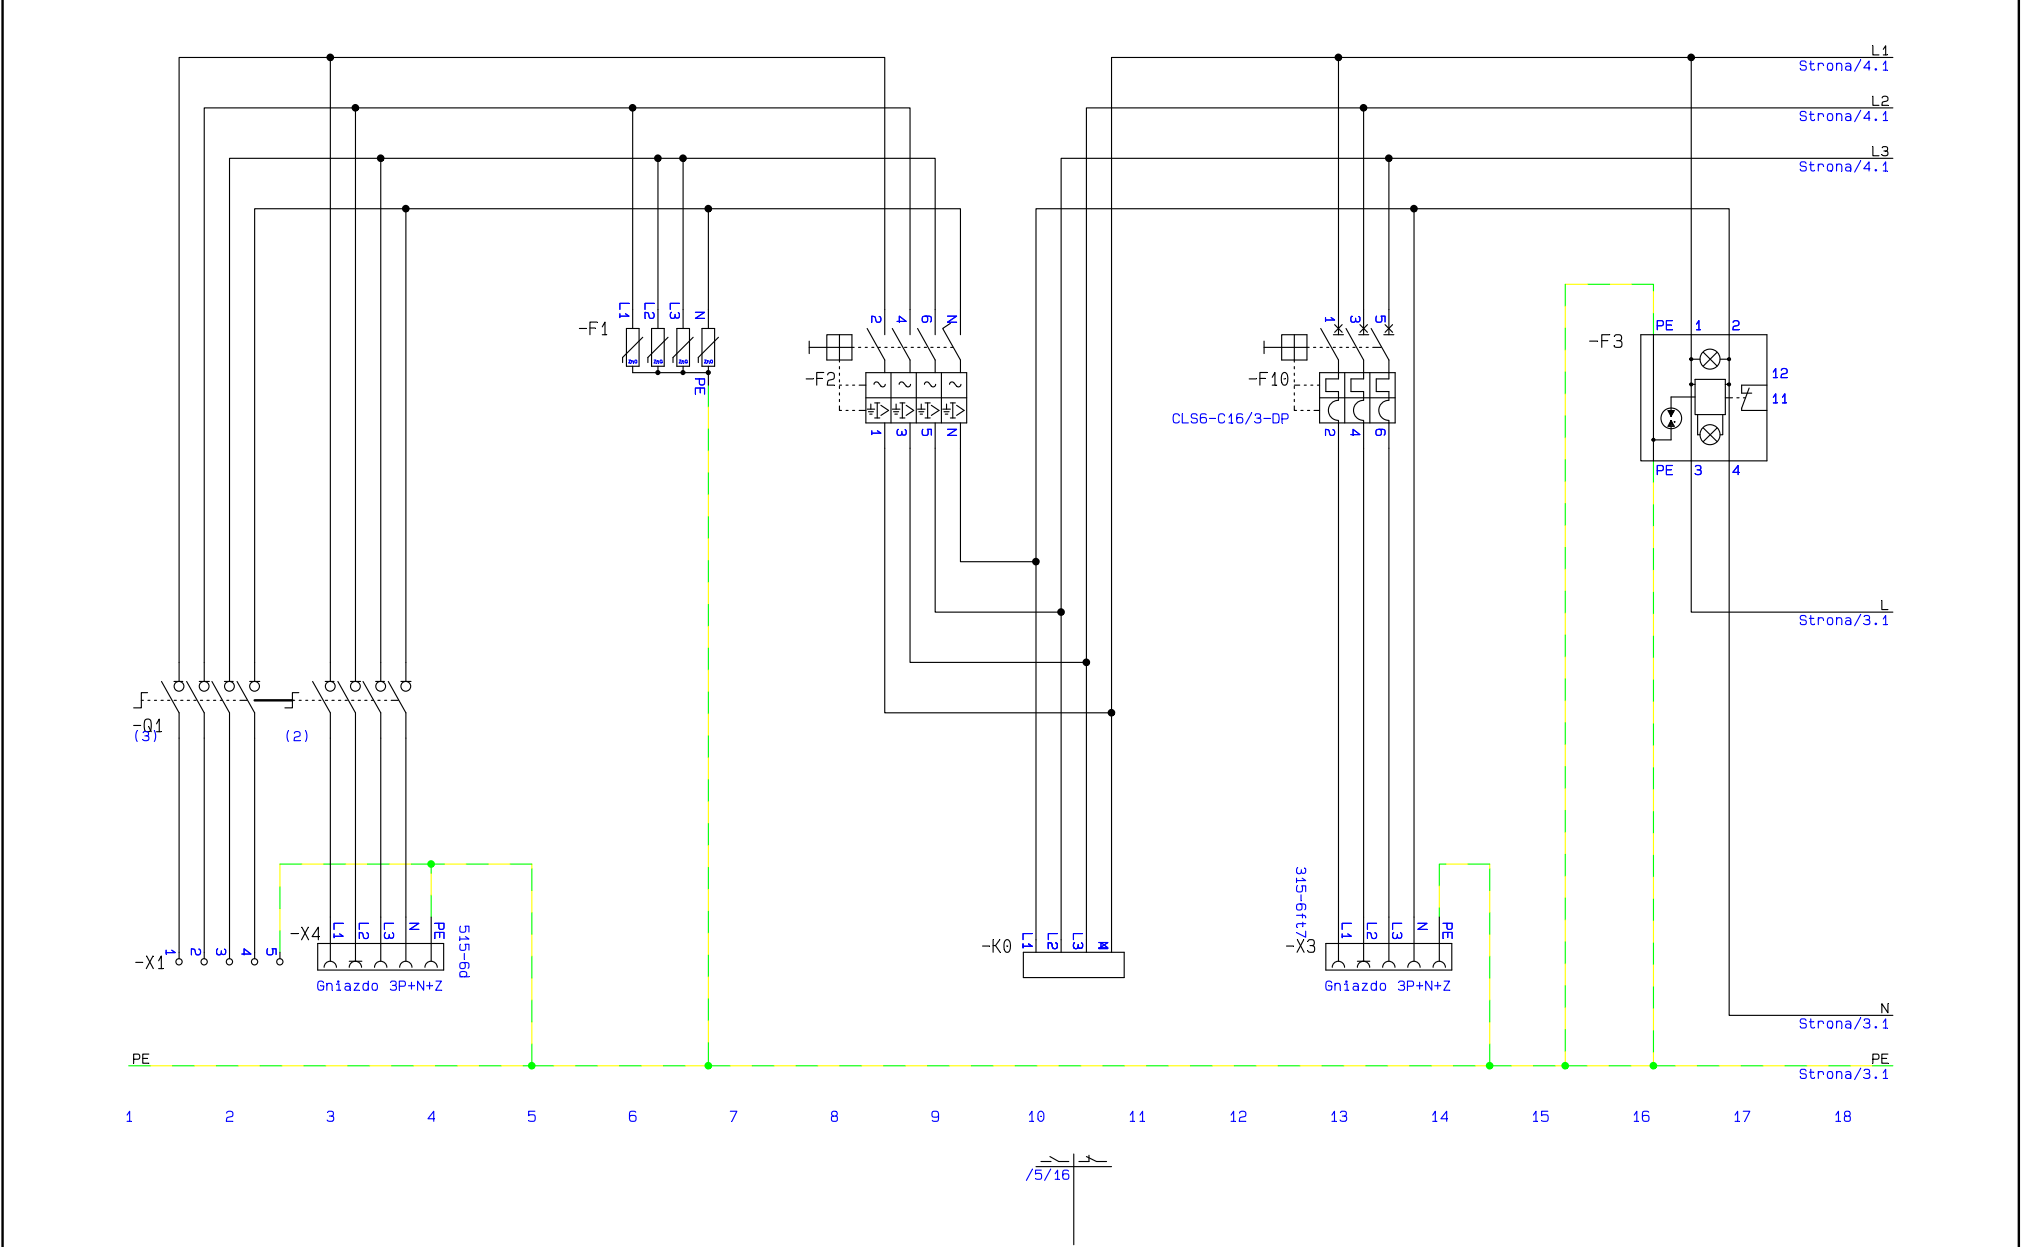 L1
Strona/4.1
L2
Strona/4.1
L3
Strona/4.1
-F1
L1
L2
L3
N
PE
-F2
2
4
6
N
1
3
5
N
-F10
CLS6-C16/3-DP
1
3
5
2
4
6
-F3
PE
1
2
12
11
PE
3
4
L
Strona/3.1
-Q1
(3)
(2)
-X1
1
2
3
4
5
-X4
L1
L2
L3
N
PE
515-6d
Gniazdo 3P+N+Z
-K0
L1
L2
L3
315-6ft7
-X3
L1
L2
L3
N
PE
Gniazdo 3P+N+Z
N
Strona/3.1
PE
PE
Strona/3.1
1 2 3 4 5 6 7 8 9 10 11 12 13 14 15 16 17 18
/5/16